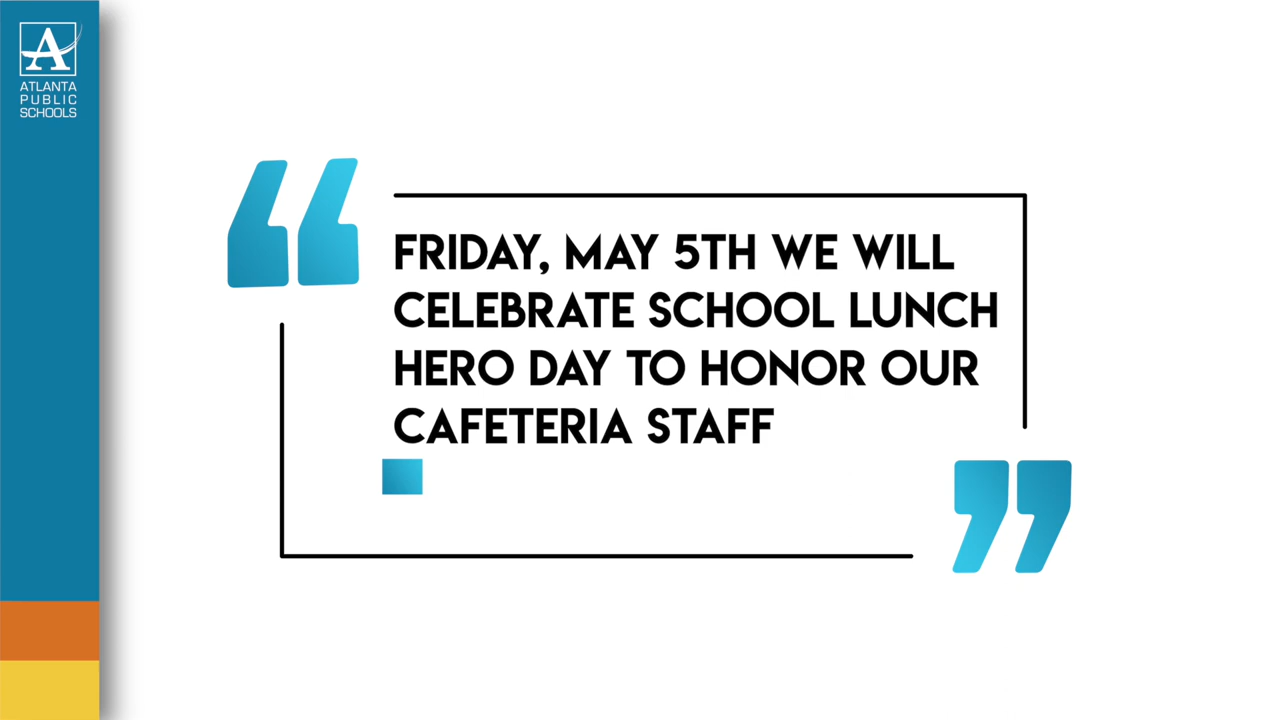 ATLANTA
PUBLIC
SCHOOLS
FRIDAY, MAY 5TH WE WILL
CELEBRATE SCHOOL LUNCH
HERO DAY TO HONOR OUR
CAFETERIA STAFF